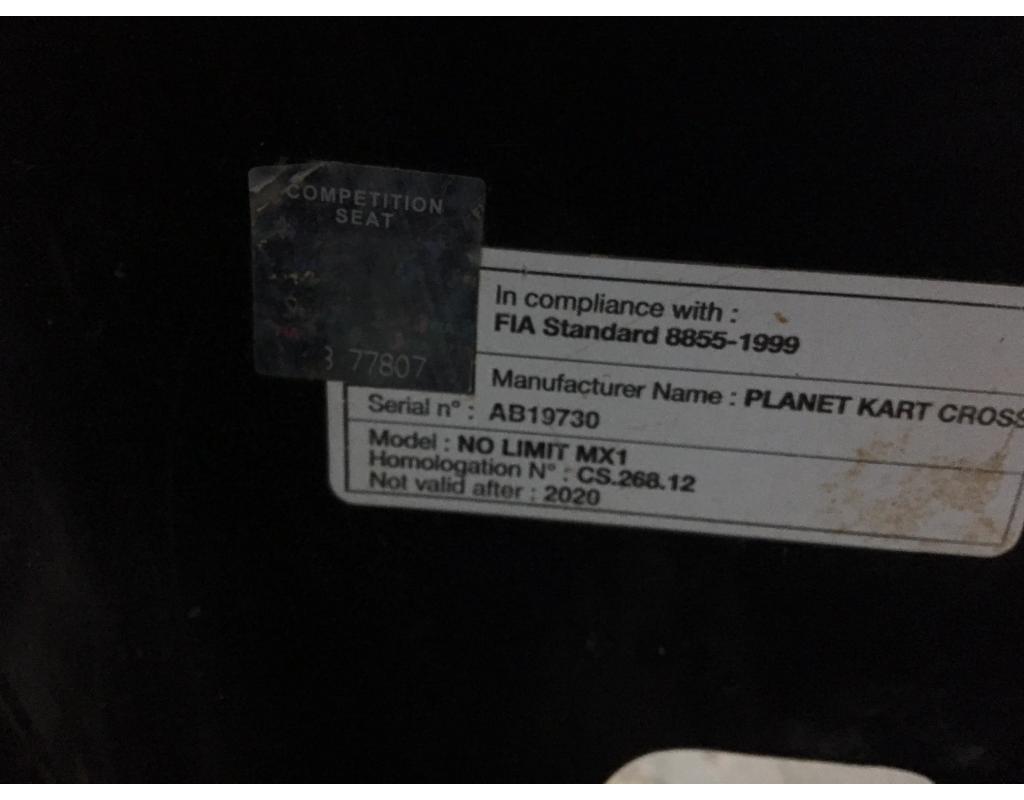 COMPETITION
SEAT
77807
In compliance with :
FIA Standard 8855-1999
Manufacturer Name : PLANET KART CROSS
Serial n° : AB19730
Model : NO LIMIT MX1
Homologation N° : CS.268.12
Not valid after : 2020